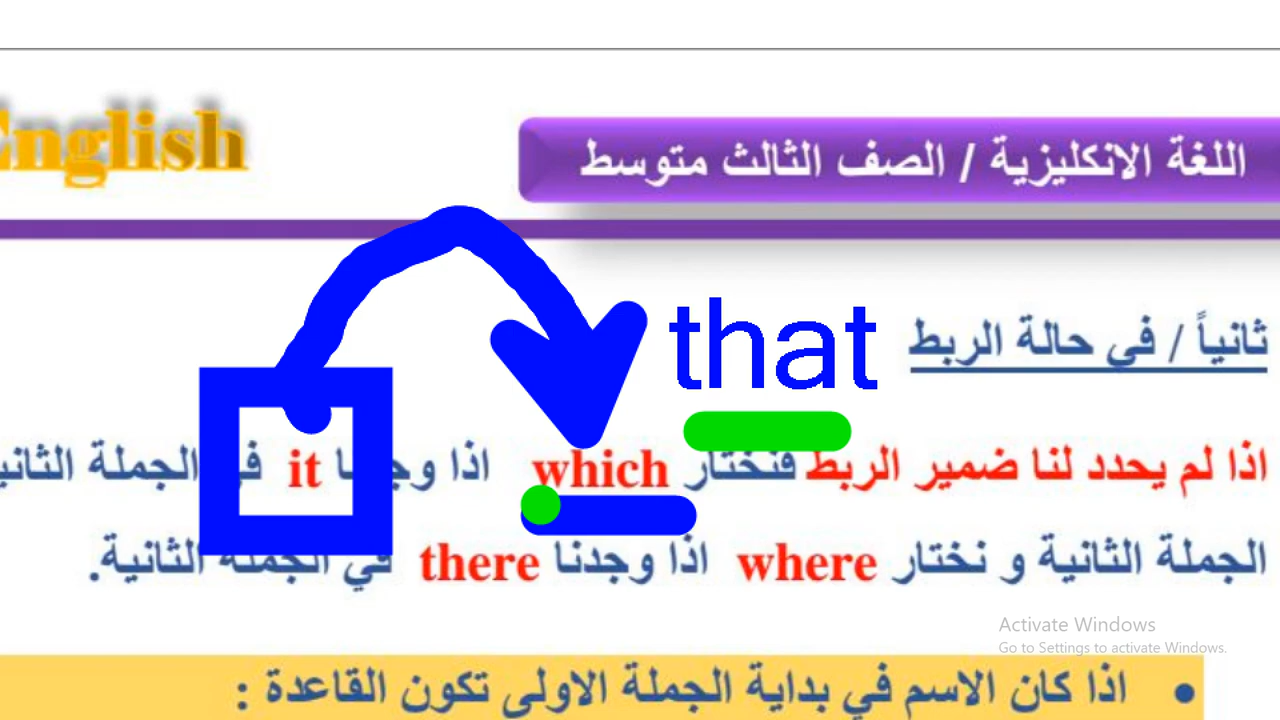 English
اللغة الانكليزية / الصف الثالث متوسط
that
ثانياً / في حالة الربط
اذا لم يحدد لنا ضمير الربط فنختار which اذا وجدنا it في الجملة
الجملة الثانية و نختار where اذا وجدنا there في الجملة الثانية.
Activate Windows
Go to Settings to activate Windows.
• اذا كان الاسم في بداية الجملة الاولى تكون القاعدة :